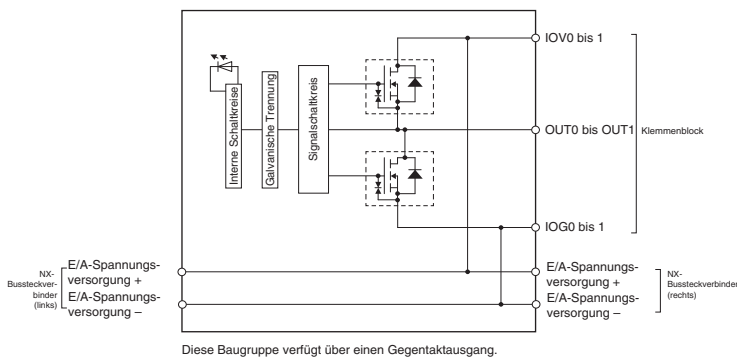 IOV0 bis 1
Interne Schaltkreise
Galvanische Trennung
Signalschaltkreis
OUT0 bis OUT1
Klemmenblock
IOG0 bis 1
NX-
Bussteckver-
binder
(links)
E/A-Spannungs-
versorgung +
E/A-Spannungs-
versorgung –
E/A-Spannungs-
versorgung +
E/A-Spannungs-
versorgung –
NX-
Bussteckverbinder
(rechts)
Diese Baugruppe verfügt über einen Gegentaktausgang.